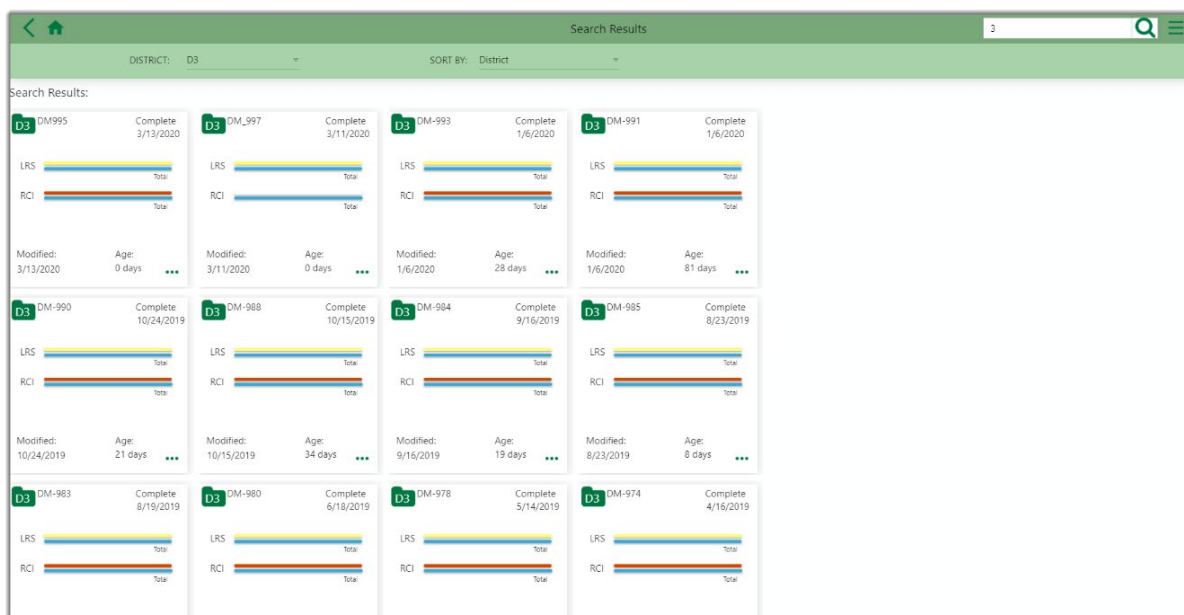 Search Results
3
DISTRICT: D3 SORT BY: District
Search Results:
D3 DM995 Complete 3/13/2020
LRS
Total
RCI
Total
Modified: 3/13/2020
Age: 0 days
D3 DM_997 Complete 3/11/2020
LRS
Total
RCI
Total
Modified: 3/11/2020
Age: 0 days
D3 DM-993 Complete 1/6/2020
LRS
Total
RCI
Total
Modified: 1/6/2020
Age: 28 days
D3 DM-991 Complete 1/6/2020
LRS
Total
RCI
Total
Modified: 1/6/2020
Age: 81 days
D3 DM-990 Complete 10/24/2019
LRS
Total
RCI
Total
Modified: 10/24/2019
Age: 21 days
D3 DM-988 Complete 10/15/2019
LRS
Total
RCI
Total
Modified: 10/15/2019
Age: 34 days
D3 DM-984 Complete 9/16/2019
LRS
Total
RCI
Total
Modified: 9/16/2019
Age: 19 days
D3 DM-985 Complete 8/23/2019
LRS
Total
RCI
Total
Modified: 8/23/2019
Age: 8 days
D3 DM-983 Complete 8/19/2019
LRS
Total
RCI
Total
D3 DM-980 Complete 6/18/2019
LRS
Total
RCI
Total
D3 DM-978 Complete 5/14/2019
LRS
Total
RCI
Total
D3 DM-974 Complete 4/16/2019
LRS
Total
RCI
Total